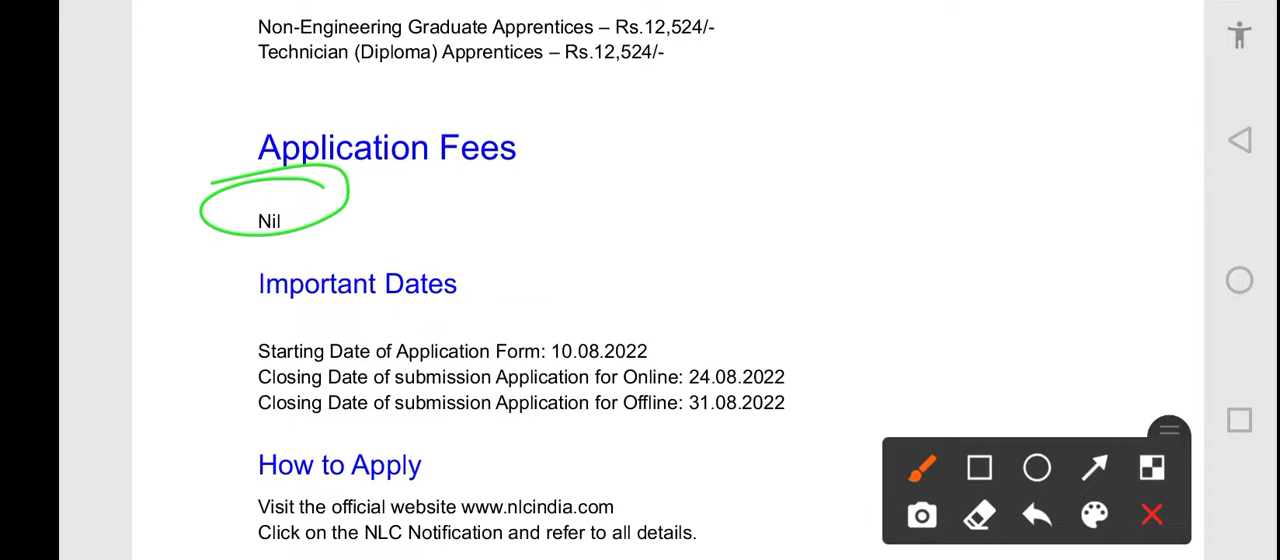 Non-Engineering Graduate Apprentices – Rs.12,524/-
Technician (Diploma) Apprentices – Rs.12,524/-
Application Fees
Nil
Important Dates
Starting Date of Application Form: 10.08.2022
Closing Date of submission Application for Online: 24.08.2022
Closing Date of submission Application for Offline: 31.08.2022
How to Apply
Visit the official website www.nlcindia.com
Click on the NLC Notification and refer to all details.